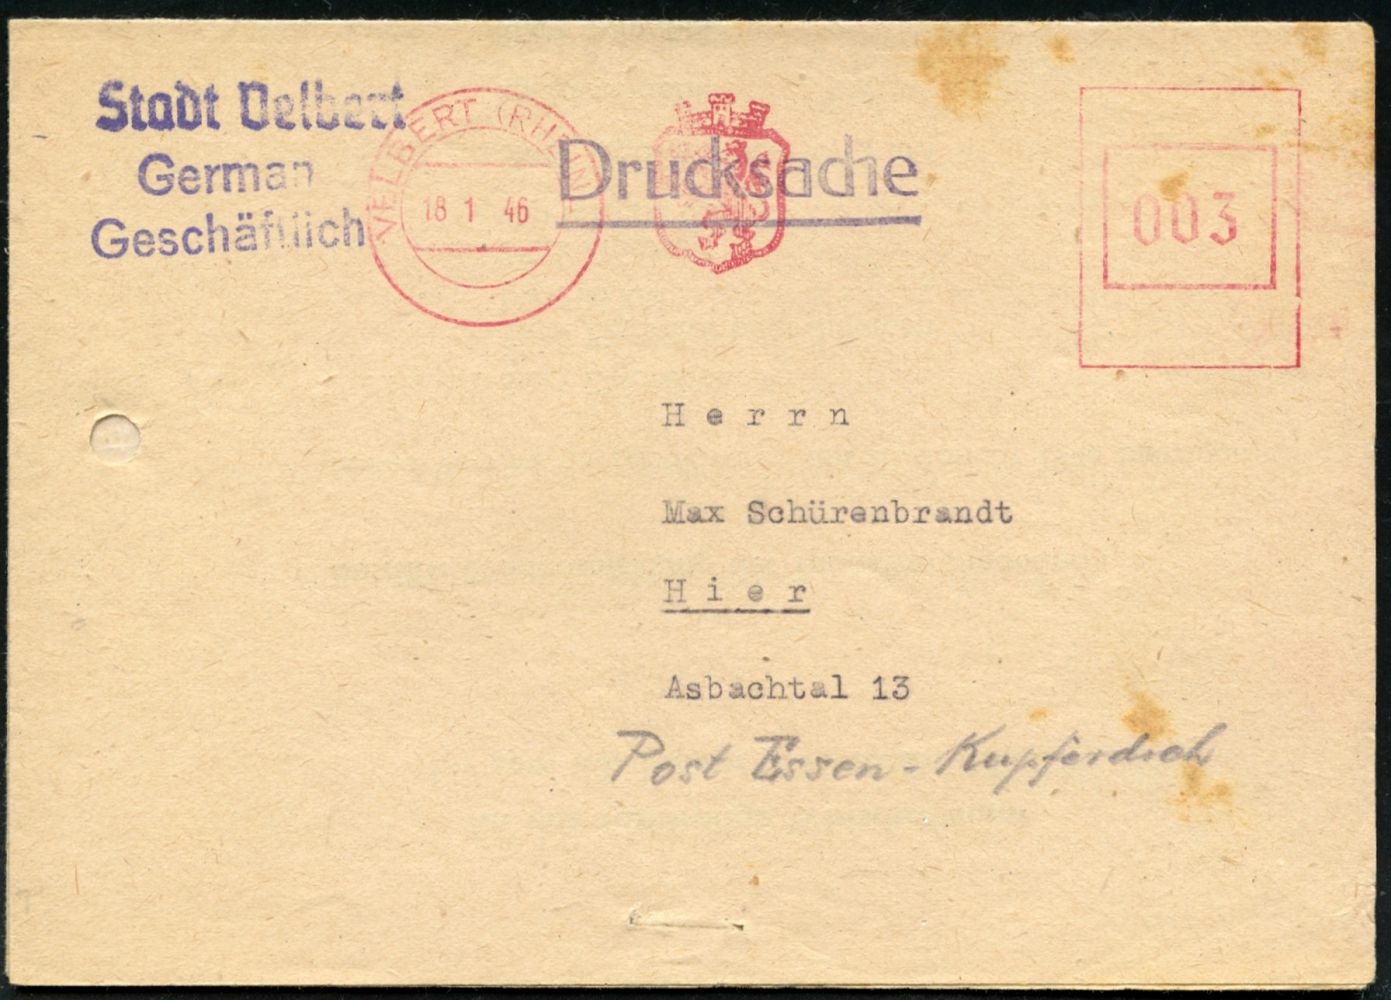 Stadt Velbert
German
Geschäftlich
VELBERT (RHEINL
18 1 46
Drucksache
003
Herrn
Max Schürenbrandt
Hier
Asbachtal 13
Post Essen-Kupferdreh